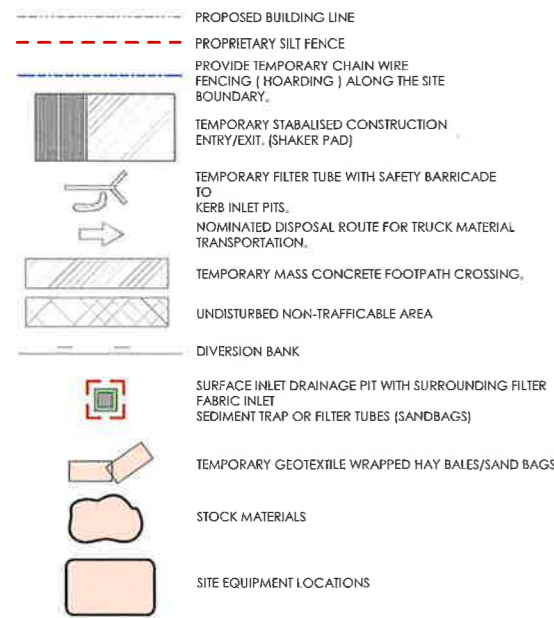 PROPOSED BUILDING LINE
PROPRIETARY SILT FENCE
PROVIDE TEMPORARY CHAIN WIRE
FENCING ( HOARDING ) ALONG THE SITE
BOUNDARY.
TEMPORARY STABALISED CONSTRUCTION
ENTRY/EXIT. (SHAKER PAD)
TEMPORARY FILTER TUBE WITH SAFETY BARRICADE
TO
KERB INLET PITS.
NOMINATED DISPOSAL ROUTE FOR TRUCK MATERIAL
TRANSPORTATION.
TEMPORARY MASS CONCRETE FOOTPATH CROSSING.
UNDISTURBED NON-TRAFFICABLE AREA
DIVERSION BANK
SURFACE INLET DRAINAGE PIT WITH SURROUNDING FILTER
FABRIC INLET
SEDIMENT TRAP OR FILTER TUBES (SANDBAGS)
TEMPORARY GEOTEXTILE WRAPPED HAY BALES/SAND BAGS
STOCK MATERIALS
SITE EQUIPMENT LOCATIONS